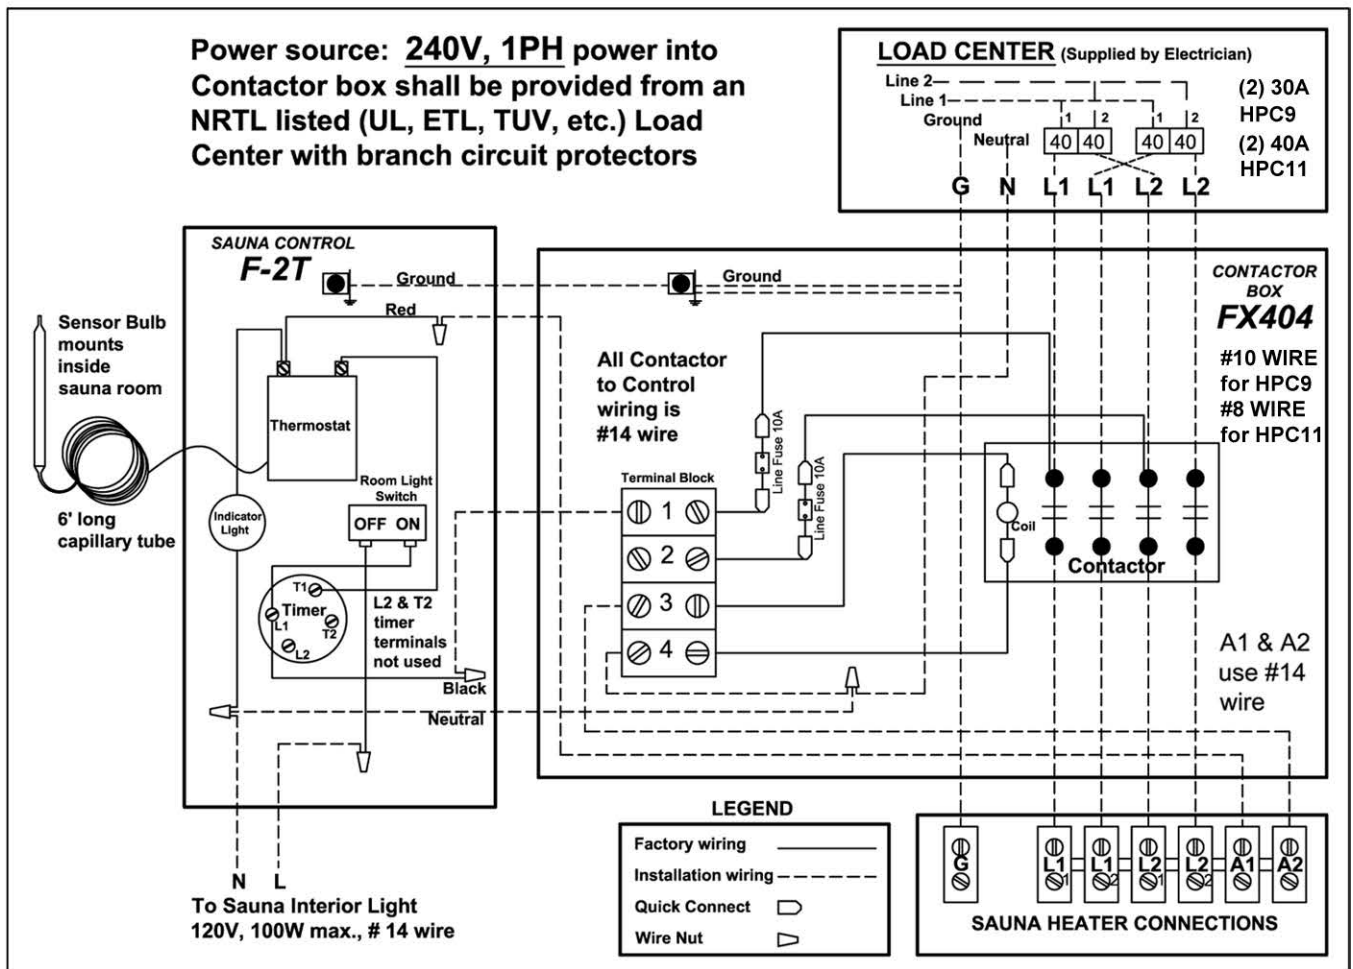 Power source: 240V, 1PH power into
Contactor box shall be provided from an
NRTL listed (UL, ETL, TUV, etc.) Load
Center with branch circuit protectors
LOAD CENTER (Supplied by Electrician)
Line 2
Line 1
Ground
Neutral
1 2 1 2
40 40 40 40
(2) 30A
HPC9
(2) 40A
HPC11
G N L1 L1 L2 L2
SAUNA CONTROL
F-2T
Ground
Red
Sensor Bulb
mounts
inside
sauna room
6' long
capillary tube
Thermostat
Indicator
Light
Room Light
Switch
OFF ON
T1
Timer
L1
T2
L2
L2 & T2
timer
terminals
not used
Black
Neutral
N L
To Sauna Interior Light
120V, 100W max., # 14 wire
Ground
CONTACTOR
BOX
FX404
#10 WIRE
for HPC9
#8 WIRE
for HPC11
All Contactor
to Control
wiring is
#14 wire
Line Fuse 10A
Line Fuse 10A
Terminal Block
1
2
3
4
Coil
Contactor
A1 & A2
use #14
wire
LEGEND
Factory wiring
Installation wiring
Quick Connect
Wire Nut
G L1 L1 L2 L2 A1 A2
1 2 1 2
SAUNA HEATER CONNECTIONS